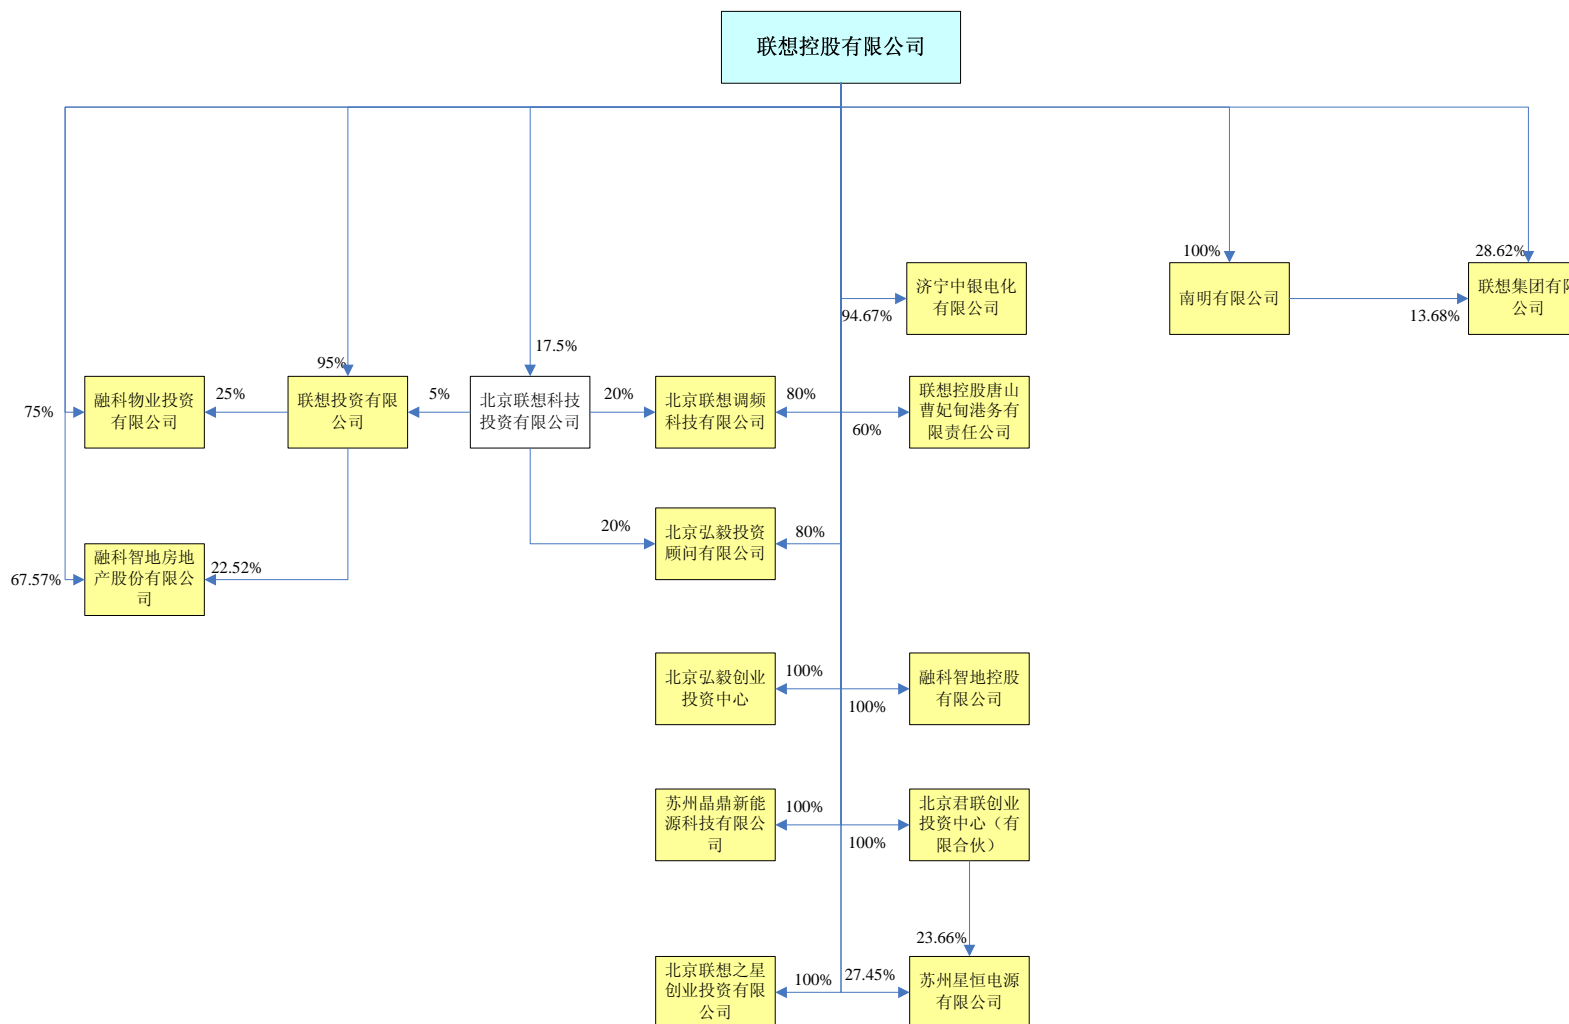 联想控股有限公司
100%
28.62%
济宁中银电化
有限公司
94.67%
南明有限公司
13.68%
联想集团有限
公司
17.5%
95%
75%
融科物业投资
有限公司
25%
联想投资有限
公司
5%
北京联想科技
投资有限公司
20%
北京联想调频
科技有限公司
80%
60%
联想控股唐山
曹妃甸港务有
限责任公司
67.57%
融科智地房地
产股份有限公
司
22.52%
20%
北京弘毅投资
顾问有限公司
80%
北京弘毅创业
投资中心
100%
100%
融科智地控股
有限公司
苏州晶鼎新能
源科技有限公
司
100%
100%
北京君联创业
投资中心（有
限合伙）
23.66%
北京联想之星
创业投资有限
公司
100%
27.45%
苏州星恒电源
有限公司